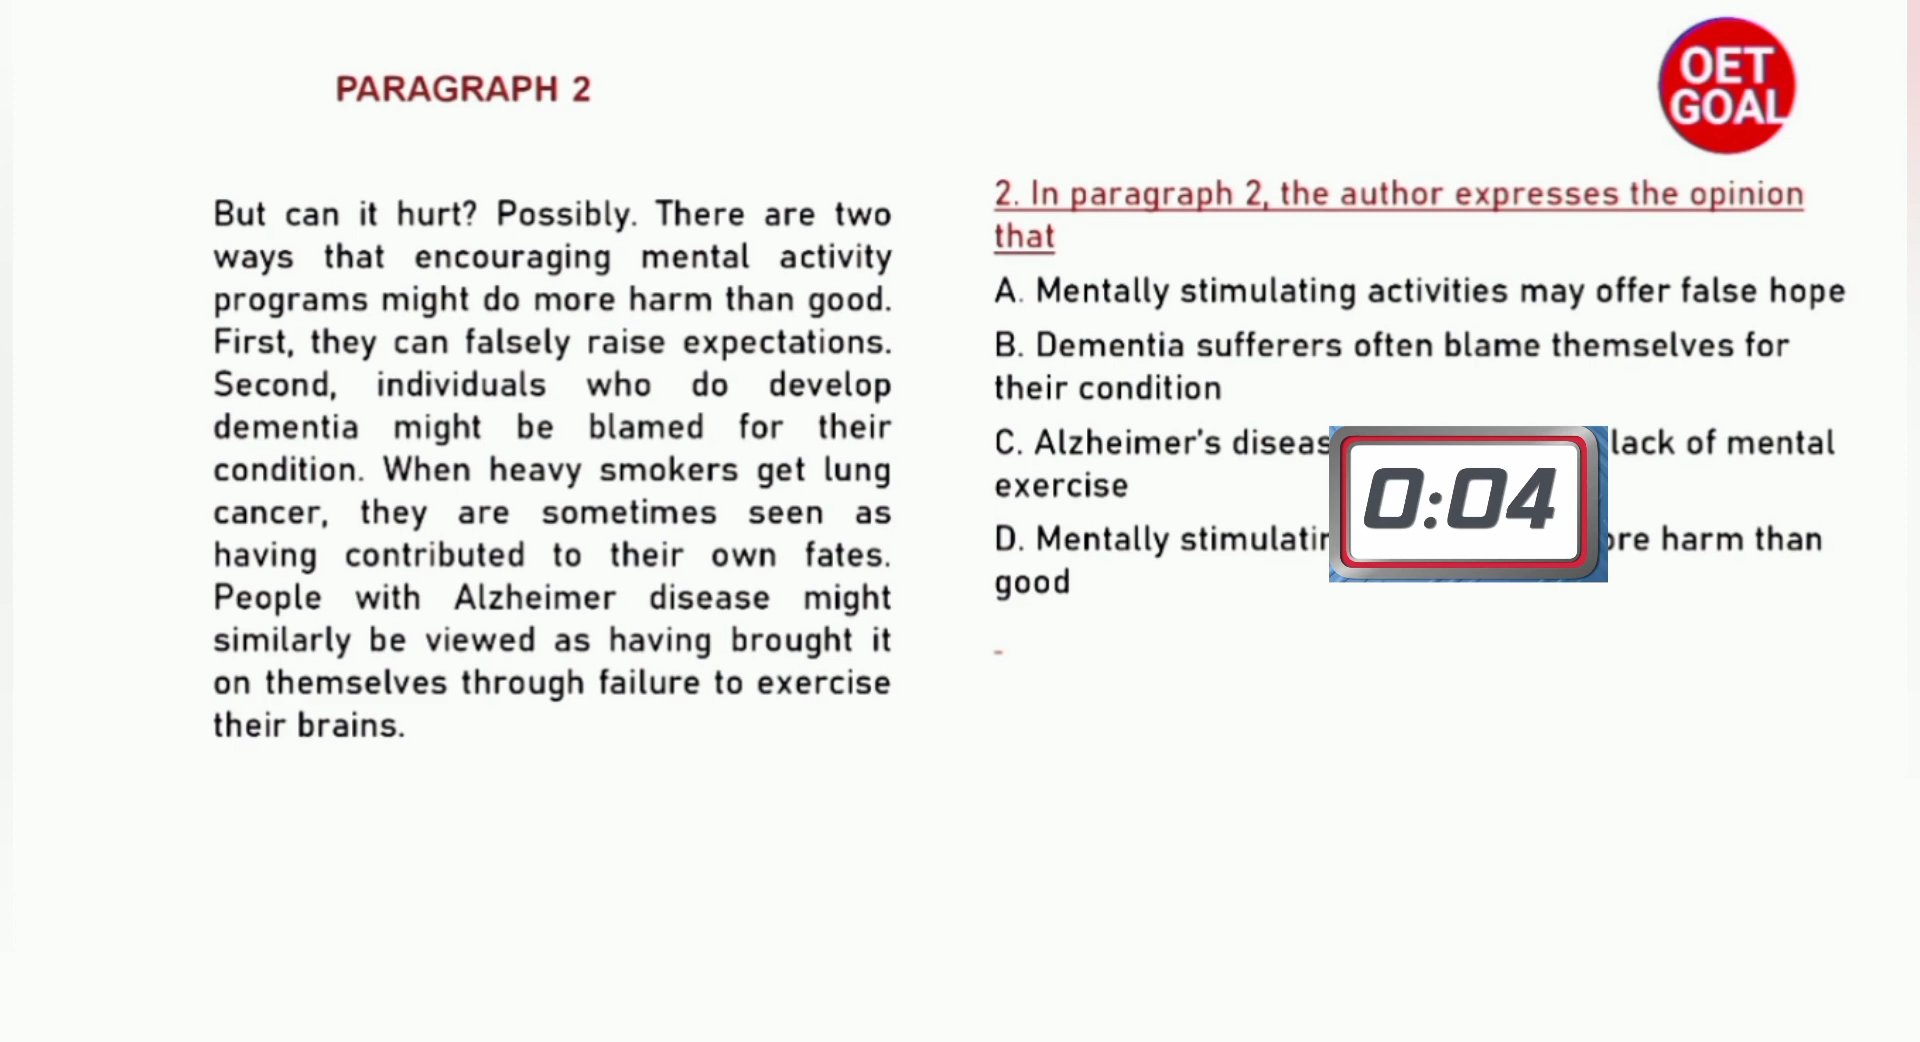 PARAGRAPH 2
OET
GOAL
But can it hurt? Possibly. There are two
ways that encouraging mental activity
programs might do more harm than good.
First, they can falsely raise expectations.
Second, individuals who do develop
dementia might be blamed for their
condition. When heavy smokers get lung
cancer, they are sometimes seen as
having contributed to their own fates.
People with Alzheimer disease might
similarly be viewed as having brought it
on themselves through failure to exercise
their brains.
2. In paragraph 2, the author expresses the opinion
that
A. Mentally stimulating activities may offer false hope
B. Dementia sufferers often blame themselves for
their condition
C. Alzheimer's lack of mental
exercise
D. Mentally harm than
good
-
0:04